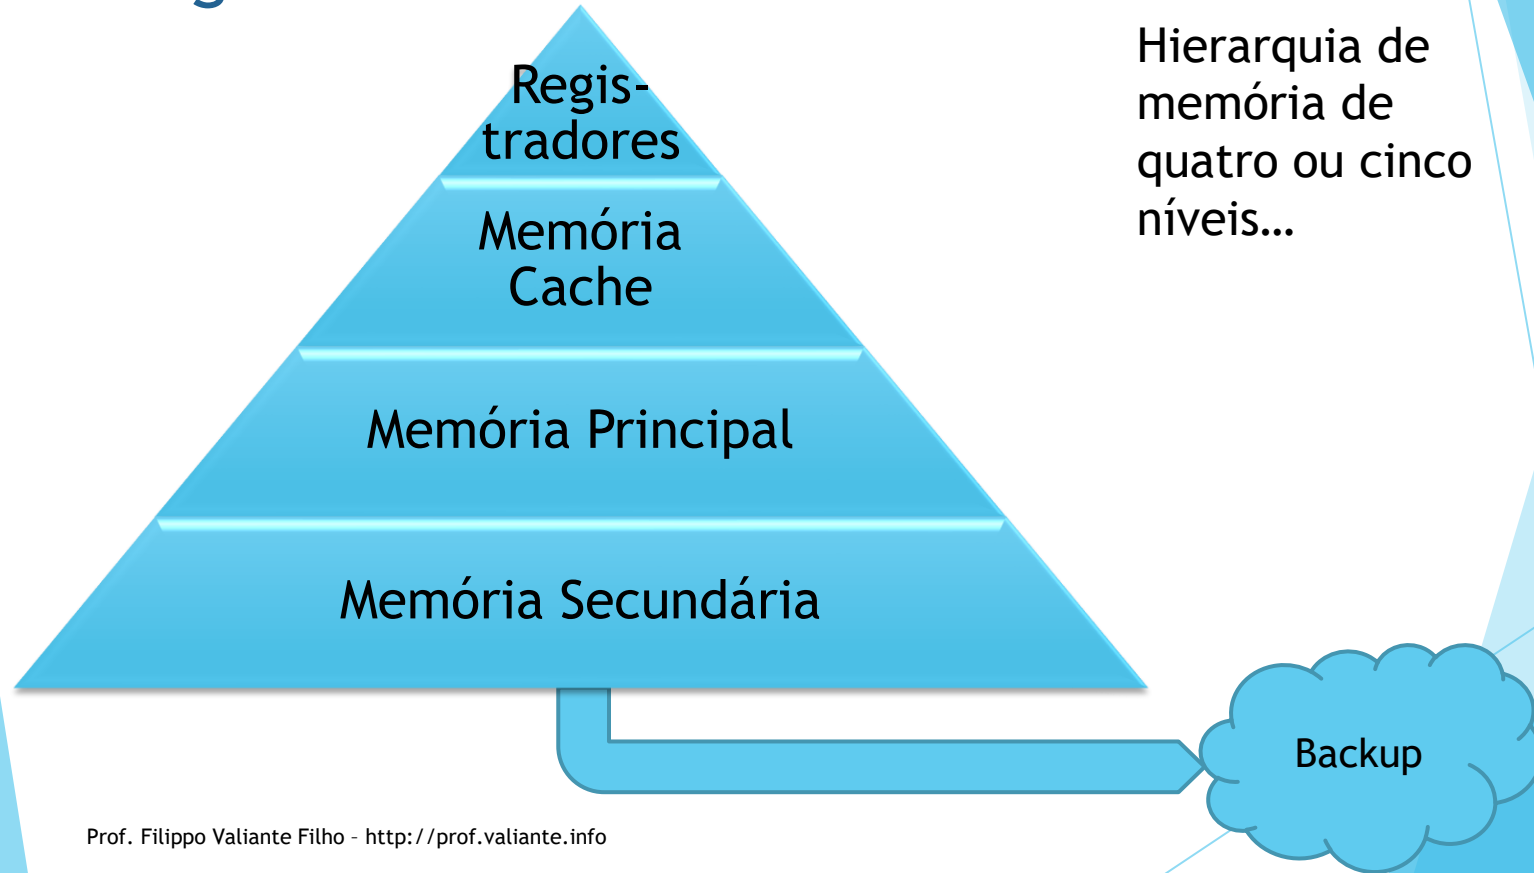 Regis-
tradores
Memória
Cache
Memória Principal
Memória Secundária
Hierarquia de
memória de
quatro ou cinco
níveis…
Backup
Prof. Filippo Valiante Filho – http://prof.valiante.info